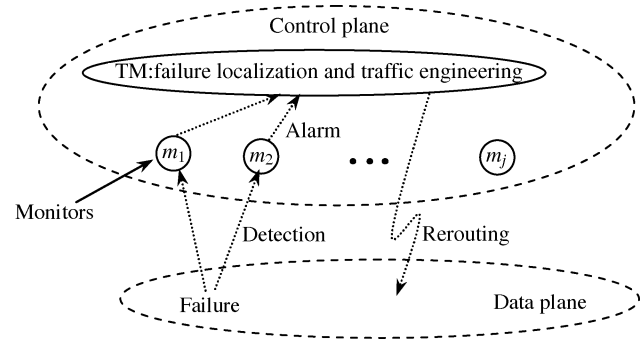 Control plane
TM:failure localization and traffic engineering
Alarm
m1
m2
mj
Monitors
Detection
Rerouting
Failure
Data plane